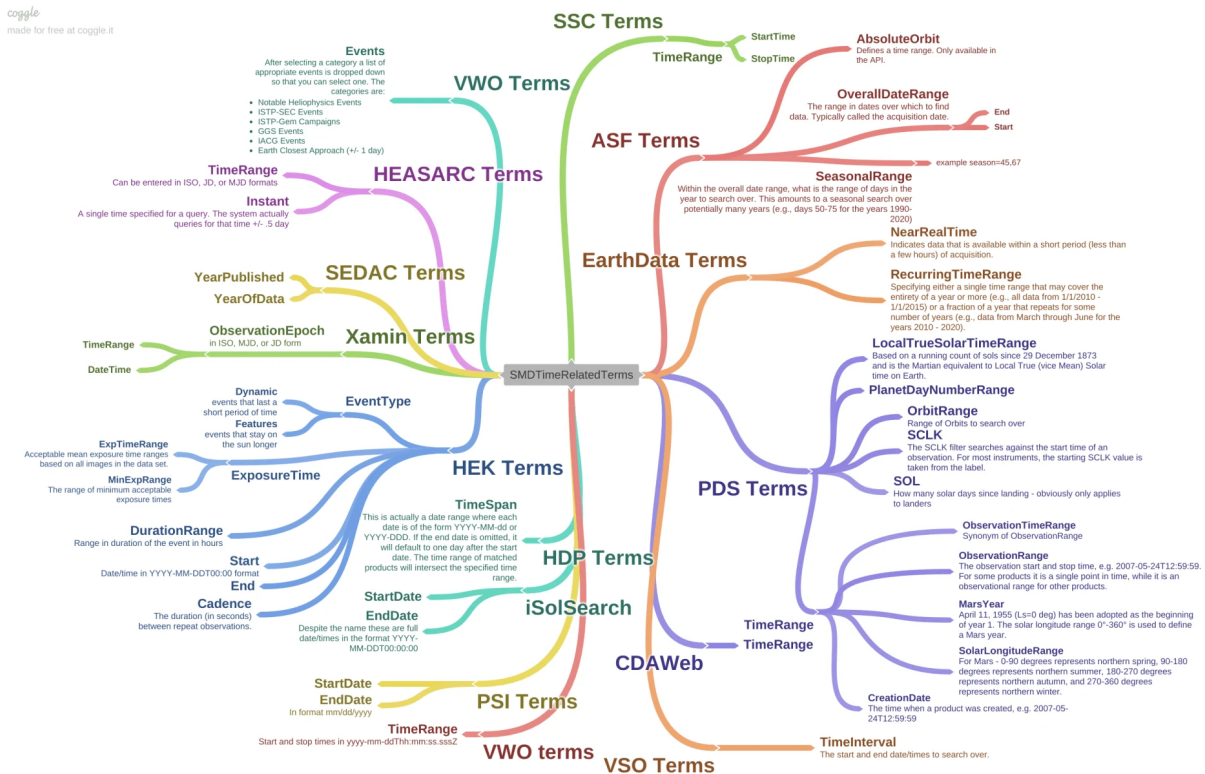 coggle
made for free at coggle.it
SSC Terms
TimeRange
StartTime
StopTime
VWO Terms
Events
After selecting a category a list of
appropriate events is dropped down
so that you can select one. The
categories are:
• Notable Heliophysics Events
• ISTP-SEC Events
• ISTP-Gem Campaigns
• GGS Events
• IACG Events
• Earth Closest Approach (+/- 1 day)
HEASARC Terms
TimeRange
Can be entered in ISO, JD, or MJD formats
Instant
A single time specified for a query. The system actually
queries for that time +/- .5 day
SEDAC Terms
YearPublished
YearOfData
Xamin Terms
ObservationEpoch
in ISO, MJD, or JD form
TimeRange
DateTime
SMDTimeRelatedTerms
HEK Terms
EventType
Dynamic
events that last a
short period of time
Features
events that stay on
the sun longer
ExposureTime
ExpTimeRange
Acceptable mean exposure time ranges
based on all images in the data set.
MinExpRange
The range of minimum acceptable
exposure times
DurationRange
Range in duration of the event in hours
Start
Date/time in YYYY-MM-DDT00:00 format
End
Cadence
The duration (in seconds)
between repeat observations.
HDP Terms
TimeSpan
This is actually a date range where each
date is of the form YYYY-MM-dd or
YYYY-DDD. If the end date is omitted, it
will default to one day after the start
date. The time range of matched
products will intersect the specified time
range.
iSolSearch
StartDate
EndDate
Despite the name these are full
date/times in the format YYYY-
MM-DDT00:00:00
PSI Terms
StartDate
EndDate
In format mm/dd/yyyy
VWO terms
TimeRange
Start and stop times in yyyy-mm-ddThh:mm:ss.sssZ
ASF Terms
AbsoluteOrbit
Defines a time range. Only available in
the API.
OverallDateRange
The range in dates over which to find
data. Typically called the acquisition date.
End
Start
example season=45,67
SeasonalRange
Within the overall date range, what is the range of days in the
year to search over. This amounts to a seasonal search over
potentially many years (e.g., days 50-75 for the years 1990-
2020)
EarthData Terms
NearRealTime
Indicates data that is available within a short period (less than
a few hours) of acquisition.
RecurringTimeRange
Specifying either a single time range that may cover the
entirety of a year or more (e.g., all data from 1/1/2010 -
1/1/2015) or a fraction of a year that repeats for some
number of years (e.g., data from March through June for the
years 2010 - 2020).
PDS Terms
LocalTrueSolarTimeRange
Based on a running count of sols since 29 December 1873
and is the Martian equivalent to Local True (vice Mean) Solar
time on Earth.
PlanetDayNumberRange
OrbitRange
Range of Orbits to search over
SCLK
The SCLK filter searches against the start time of an
observation. For most instruments, the starting SCLK value is
taken from the label.
SOL
How many solar days since landing - obviously only applies
to landers
TimeRange
ObservationTimeRange
Synonym of ObservationRange
ObservationRange
The observation start and stop time, e.g. 2007-05-24T12:59:59.
For some products it is a single point in time, while it is an
observational range for other products.
MarsYear
April 11, 1955 (Ls=0 deg) has been adopted as the beginning
of year 1. The solar longitude range 0°-360° is used to define
a Mars year.
SolarLongitudeRange
For Mars - 0-90 degrees represents northern spring, 90-180
degrees represents northern summer, 180-270 degrees
represents northern autumn, and 270-360 degrees
represents northern winter.
CreationDate
The time when a product was created, e.g. 2007-05-
24T12:59:59
CDAWeb
TimeRange
VSO Terms
TimeInterval
The start and end date/times to search over.